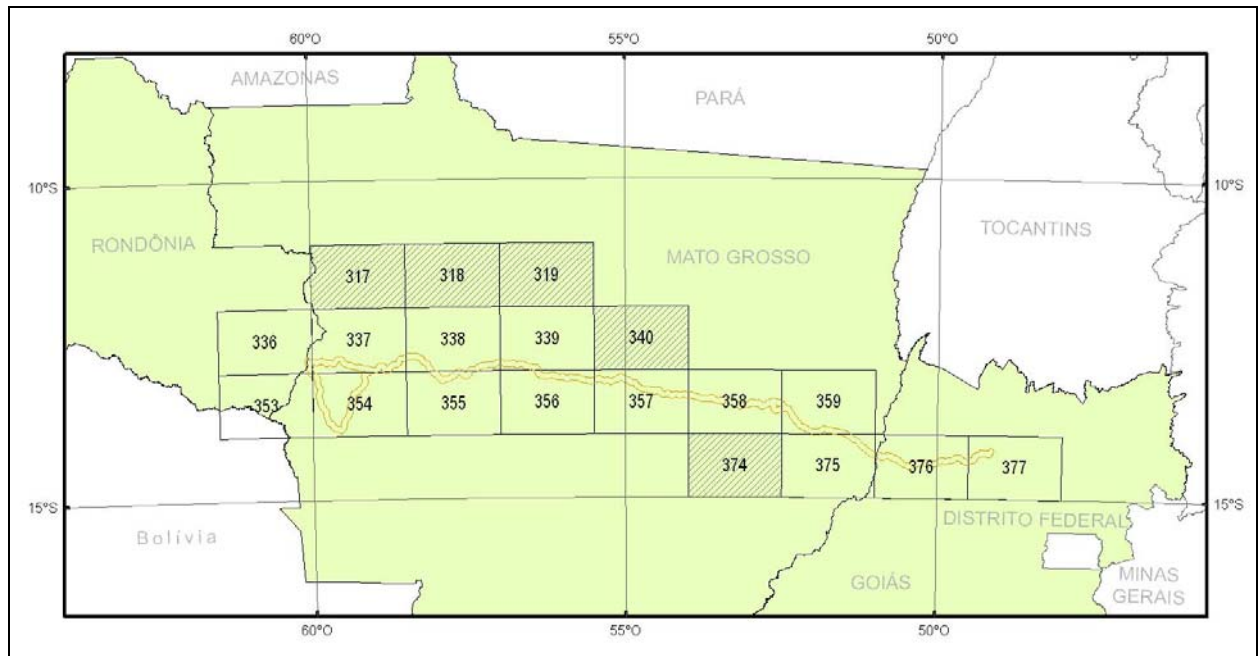 60°O 55°O 50°O
AMAZONAS
PARÁ
10°S 10°S
TOCANTINS
RONDÔNIA
MATO GROSSO
317 318 319
336 337 338 339 340
353 354 355 356 357 358 359
374 375 376 377
15°S 15°S
DISTRITO FEDERAL
Bolívia
GOIÁS
MINAS
GERAIS
60°O 55°O 50°O